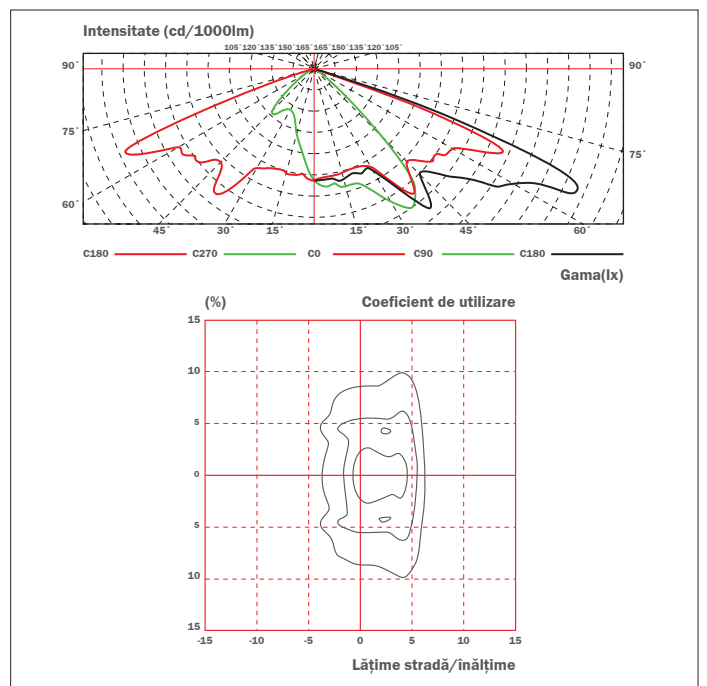 Intensitate (cd/1000lm)
105° 120° 135° 150° 165° 165° 150° 135° 120° 105°
90° 90°
75° 75°
60°
45° 30° 15° 15° 30° 45° 60°
C180 C270 C0 C90 C180
Gama(lx)
(%) Coeficient de utilizare
15
10
5
0
5
10
15
-15 -10 -5 0 5 10 15
Lățime stradă/înălțime